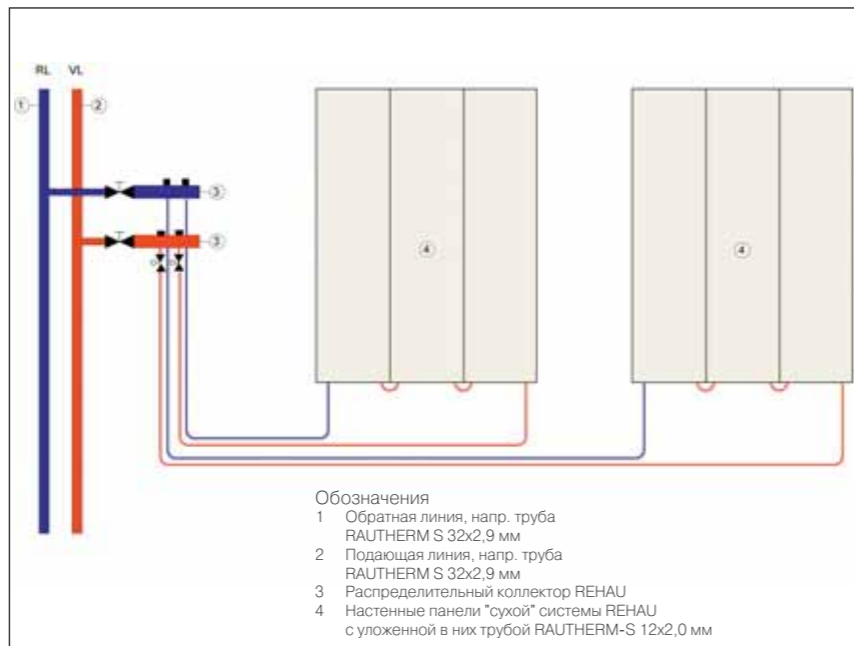 RL VL
1 2
3
3
4 4
Обозначения
1 Обратная линия, напр. труба
RAUTHERM S 32x2,9 мм
2 Подающая линия, напр. труба
RAUTHERM S 32x2,9 мм
3 Распределительный коллектор REHAU
4 Настенные панели "сухой" системы REHAU
с уложенной в них трубой RAUTHERM-S 12x2,0 мм